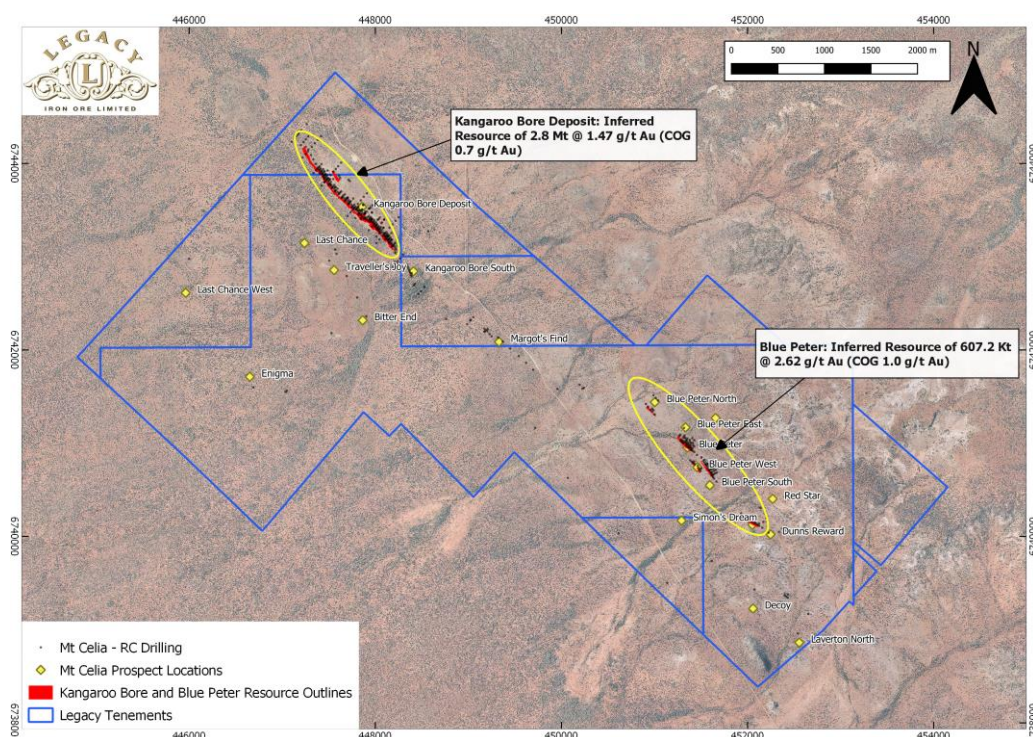 446000
448000
450000
452000
454000
LEGACY
LJ
IRON ORE LIMITED
0 500 1000 1500 2000 m
N
Kangaroo Bore Deposit: Inferred
Resource of 2.8 Mt @ 1.47 g/t Au (COG
0.7 g/t Au)
6744000
6744000
Kangaroo Bore Deposit
Last Chance
Traveller's Joy
Kangaroo Bore South
Last Chance West
Bitter End
Margot's Find
6742000
6742000
Blue Peter: Inferred Resource of 607.2 Kt
@ 2.62 g/t Au (COG 1.0 g/t Au)
Enigma
Blue Peter North
Blue Peter East
Blue Peter
Blue Peter West
Blue Peter South
Red Star
Simon's Dream
Dunns Reward
6740000
6740000
Decoy
Laverton North
Mt Celia - RC Drilling
Mt Celia Prospect Locations
Kangaroo Bore and Blue Peter Resource Outlines
Legacy Tenements
6738000
446000
448000
450000
452000
454000